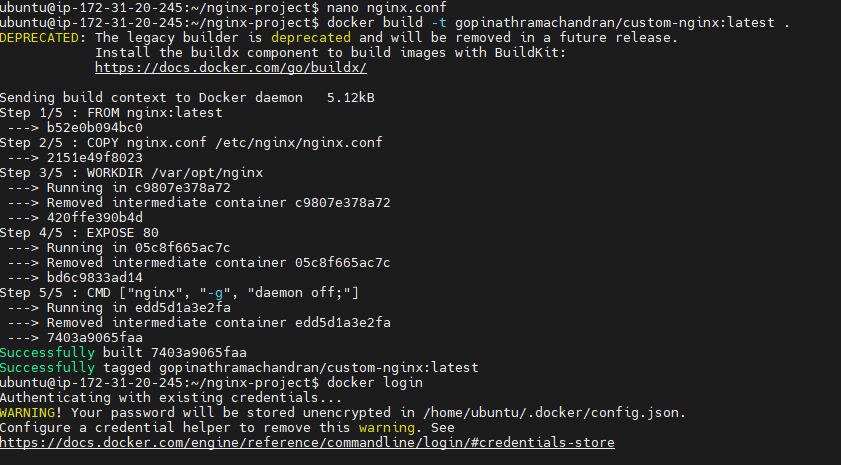 ubuntu@ip-172-31-20-245:~/nginx-project$ nano nginx.conf
ubuntu@ip-172-31-20-245:~/nginx-project$ docker build -t gopinathramachandran/custom-nginx:latest .
DEPRECATED: The legacy builder is deprecated and will be removed in a future release.
            Install the buildx component to build images with BuildKit:
            https://docs.docker.com/go/buildx/

Sending build context to Docker daemon   5.12kB
Step 1/5 : FROM nginx:latest
 ---> b52e0b094bc0
Step 2/5 : COPY nginx.conf /etc/nginx/nginx.conf
 ---> 2151e49f8023
Step 3/5 : WORKDIR /var/opt/nginx
 ---> Running in c9807e378a72
 ---> Removed intermediate container c9807e378a72
 ---> 420ffe390b4d
Step 4/5 : EXPOSE 80
 ---> Running in 05c8f665ac7c
 ---> Removed intermediate container 05c8f665ac7c
 ---> bd6c9833ad14
Step 5/5 : CMD ["nginx", "-g", "daemon off;"]
 ---> Running in edd5d1a3e2fa
 ---> Removed intermediate container edd5d1a3e2fa
 ---> 7403a9065faa
Successfully built 7403a9065faa
Successfully tagged gopinathramachandran/custom-nginx:latest
ubuntu@ip-172-31-20-245:~/nginx-project$ docker login
Authenticating with existing credentials...
WARNING! Your password will be stored unencrypted in /home/ubuntu/.docker/config.json.
Configure a credential helper to remove this warning. See
https://docs.docker.com/engine/reference/commandline/login/#credentials-store